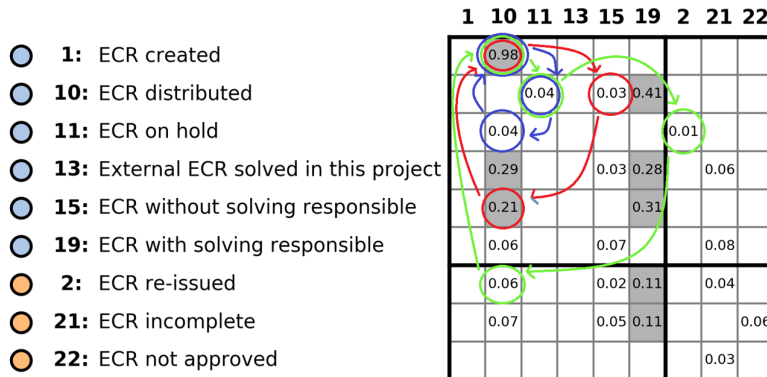 1 10 11 13 15 19 2 21 22
1: ECR created 0.98
10: ECR distributed 0.04 0.03 0.41
11: ECR on hold 0.04 0.01
13: External ECR solved in this project 0.29 0.03 0.28 0.06
15: ECR without solving responsible 0.21 0.31
19: ECR with solving responsible 0.06 0.07 0.08
2: ECR re-issued 0.06 0.02 0.11 0.04
21: ECR incomplete 0.07 0.05 0.11 0.06
22: ECR not approved 0.03